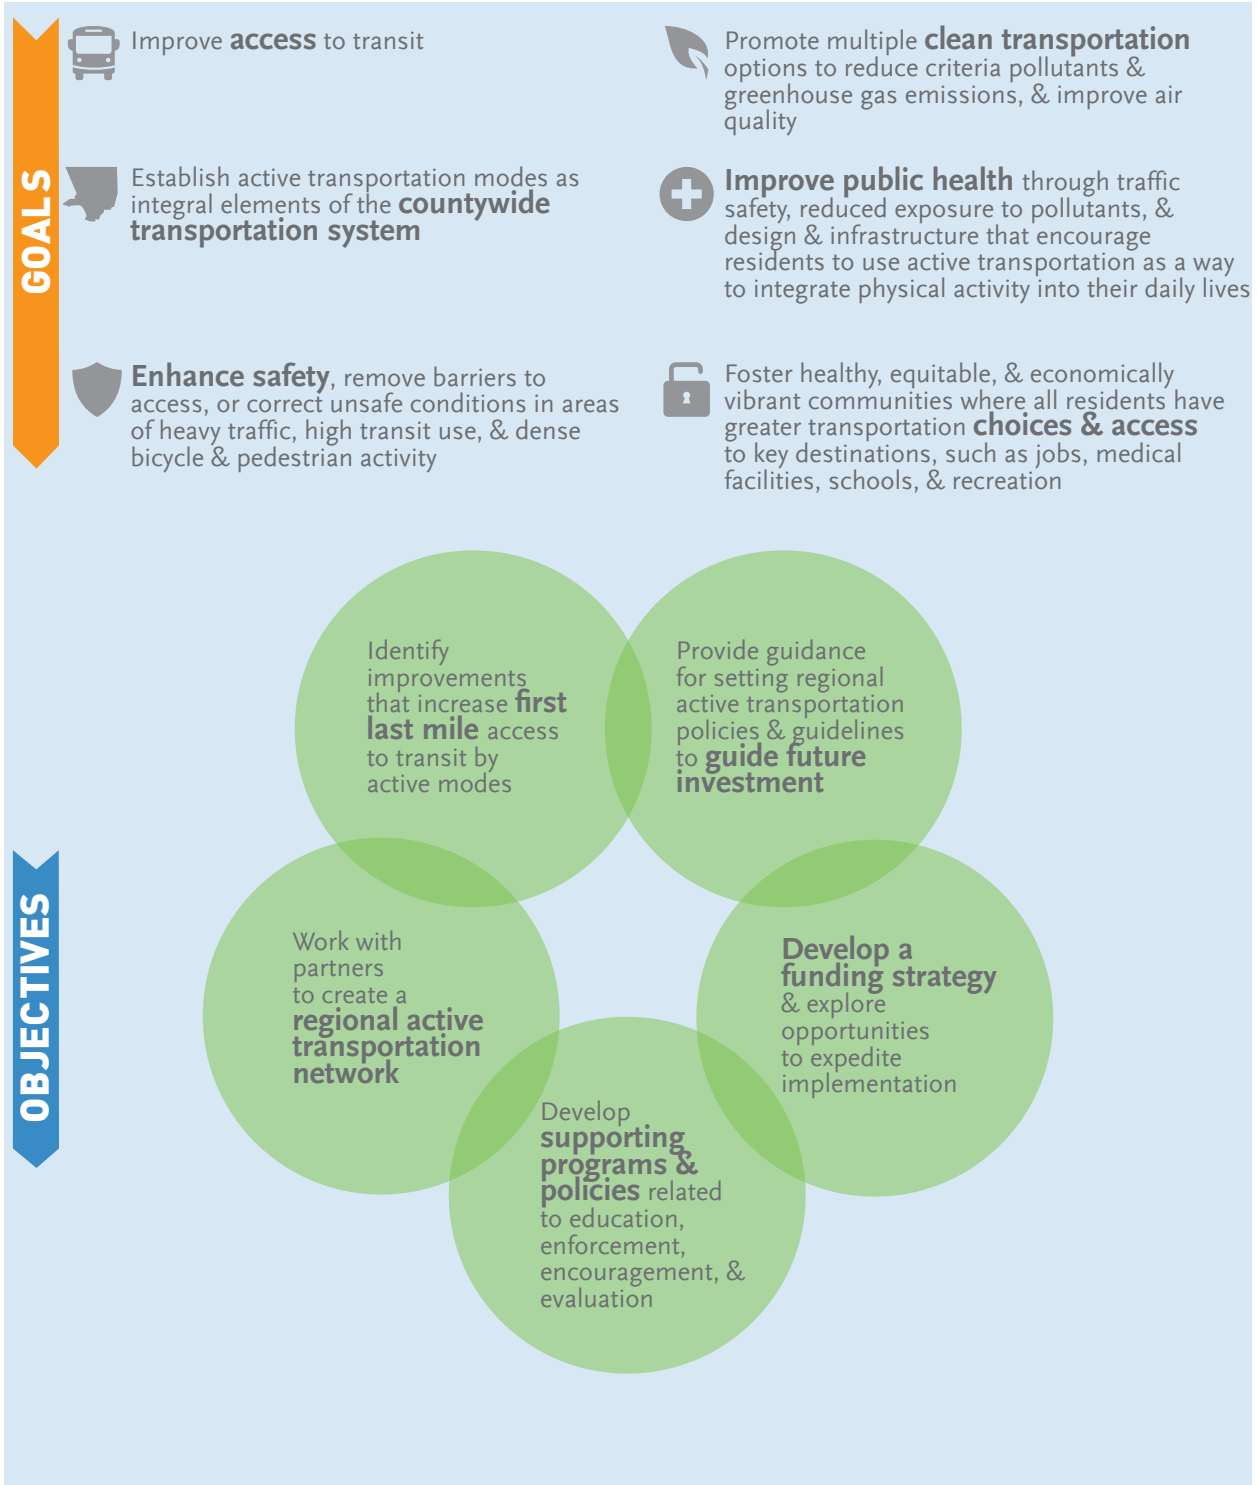 GOALS
Improve access to transit
Establish active transportation modes as
integral elements of the countywide
transportation system
Enhance safety, remove barriers to
access, or correct unsafe conditions in areas
of heavy traffic, high transit use, & dense
bicycle & pedestrian activity
Promote multiple clean transportation
options to reduce criteria pollutants &
greenhouse gas emissions, & improve air
quality
Improve public health through traffic
safety, reduced exposure to pollutants, &
design & infrastructure that encourage
residents to use active transportation as a way
to integrate physical activity into their daily lives
Foster healthy, equitable, & economically
vibrant communities where all residents have
greater transportation choices & access
to key destinations, such as jobs, medical
facilities, schools, & recreation
OBJECTIVES
Identify
improvements
that increase first
last mile access
to transit by
active modes
Provide guidance
for setting regional
active transportation
policies & guidelines
to guide future
investment
Work with
partners
to create a
regional active
transportation
network
Develop a
funding strategy
& explore
opportunities
to expedite
implementation
Develop
supporting
programs &
policies related
to education,
enforcement,
encouragement, &
evaluation